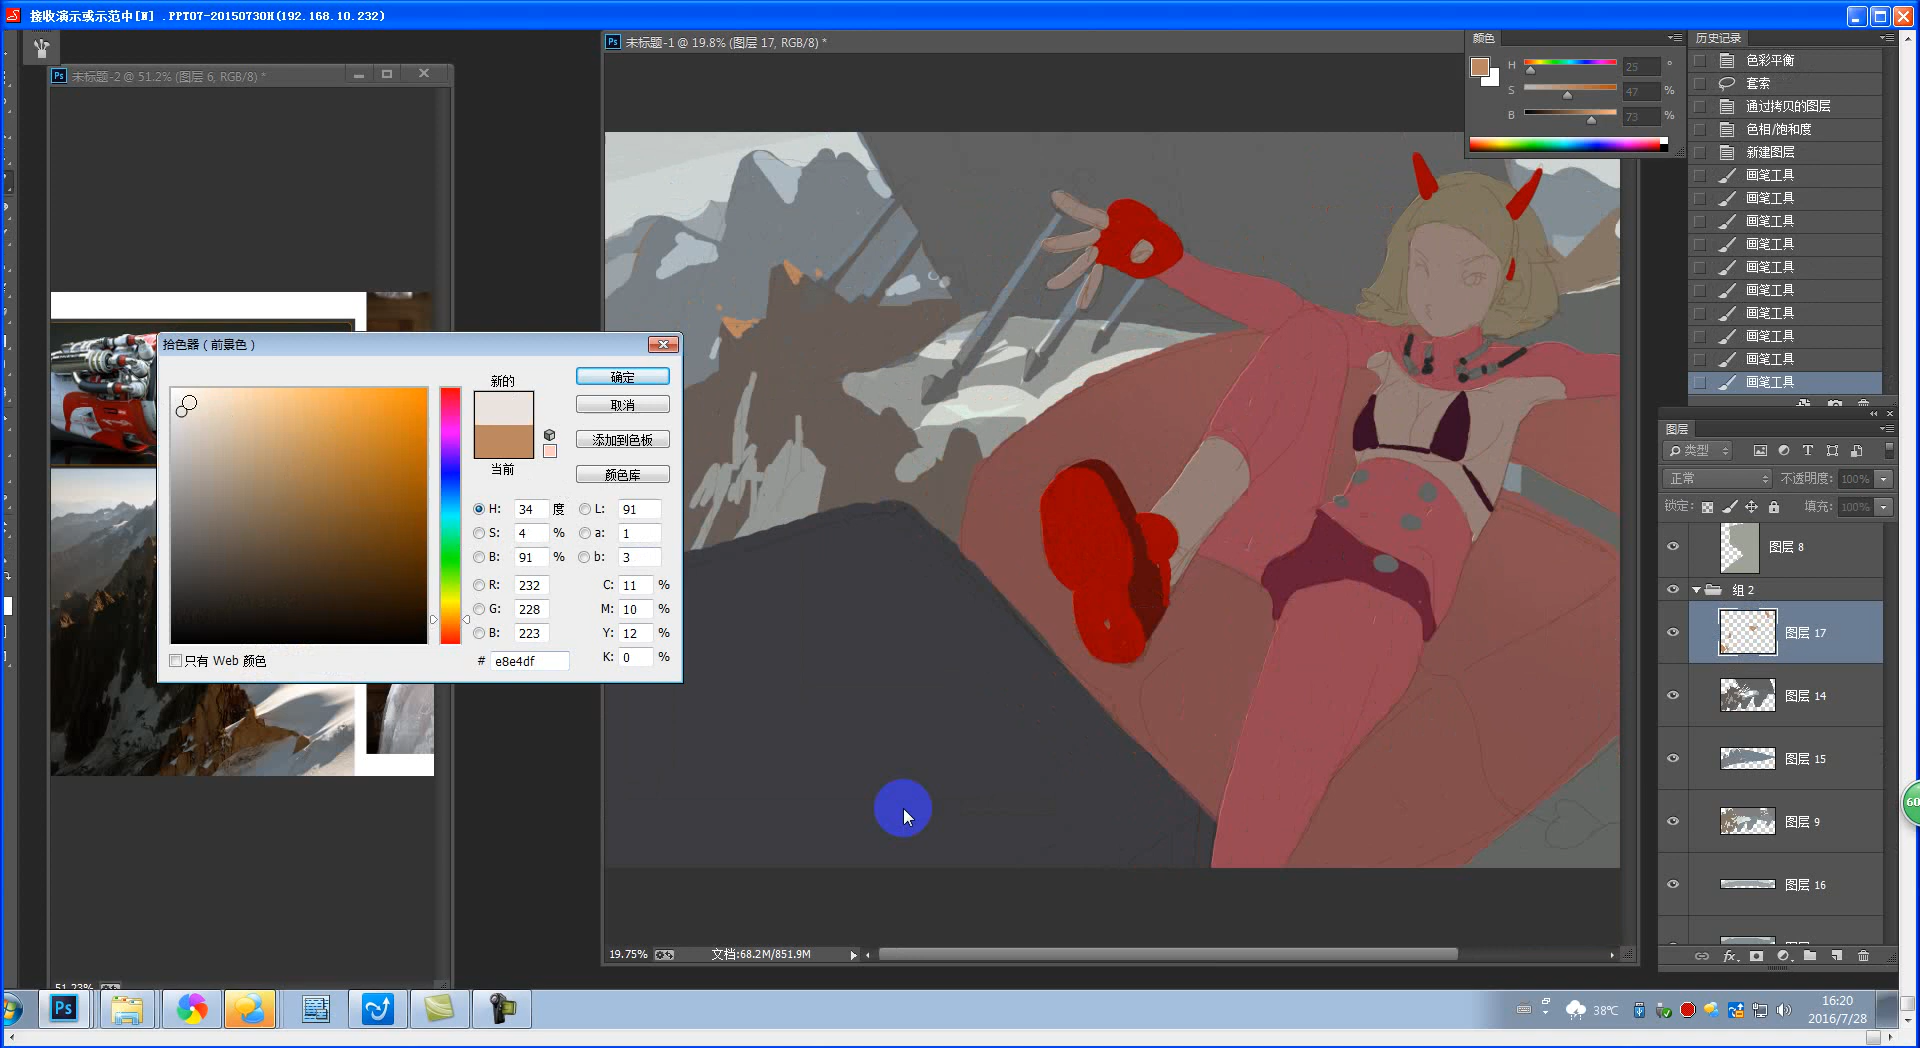 接收演示或示范中[W] .PPT07-20150730H(192.168.10.232)
Ps 未标题-2 @ 51.2% (图层 6, RGB/8) *
Ps 未标题-1 @ 19.8% (图层 17, RGB/8) *
颜色
H 25 °
S 47 %
B 73 %
历史记录
色彩平衡
套索
通过拷贝的图层
色相/饱和度
新建图层
画笔工具
画笔工具
画笔工具
画笔工具
画笔工具
画笔工具
画笔工具
画笔工具
画笔工具
画笔工具
拾色器（前景色）
新的
当前
确定
取消
添加到色板
颜色库
H: 34 度
S: 4 %
B: 91 %
R: 232
G: 228
B: 223
L: 91
a: 1
b: 3
C: 11 %
M: 10 %
Y: 12 %
K: 0 %
# e8e4df
只有 Web 颜色
图层
类型
正常
不透明度: 100%
锁定:
填充: 100%
图层 8
组 2
图层 17
图层 14
图层 15
图层 9
图层 16
fx
19.75%
文档:68.2M/851.9M
51.23%
Ps
38℃
16:20
2016/7/28
60